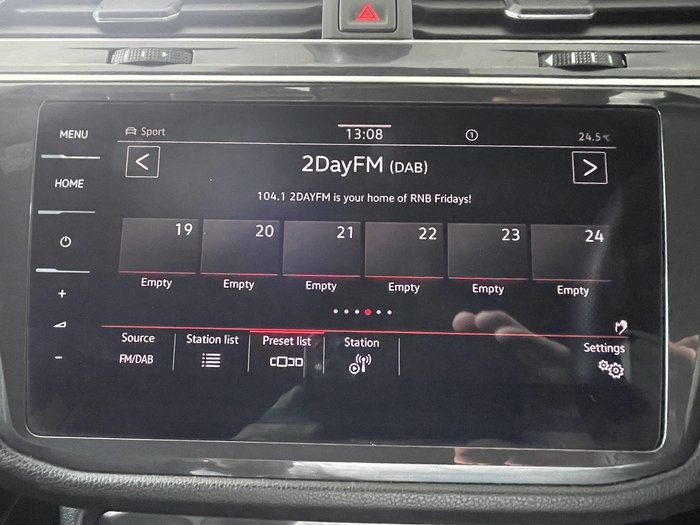 MENU
HOME
Sport
13:08
1
24.5°C
< 2DayFM (DAB) >
104.1 2DAYFM is your home of RNB Fridays!
19 20 21 22 23 24
Empty Empty Empty Empty Empty Empty
+
-
Source Station list Preset list Station Settings
FM/DAB